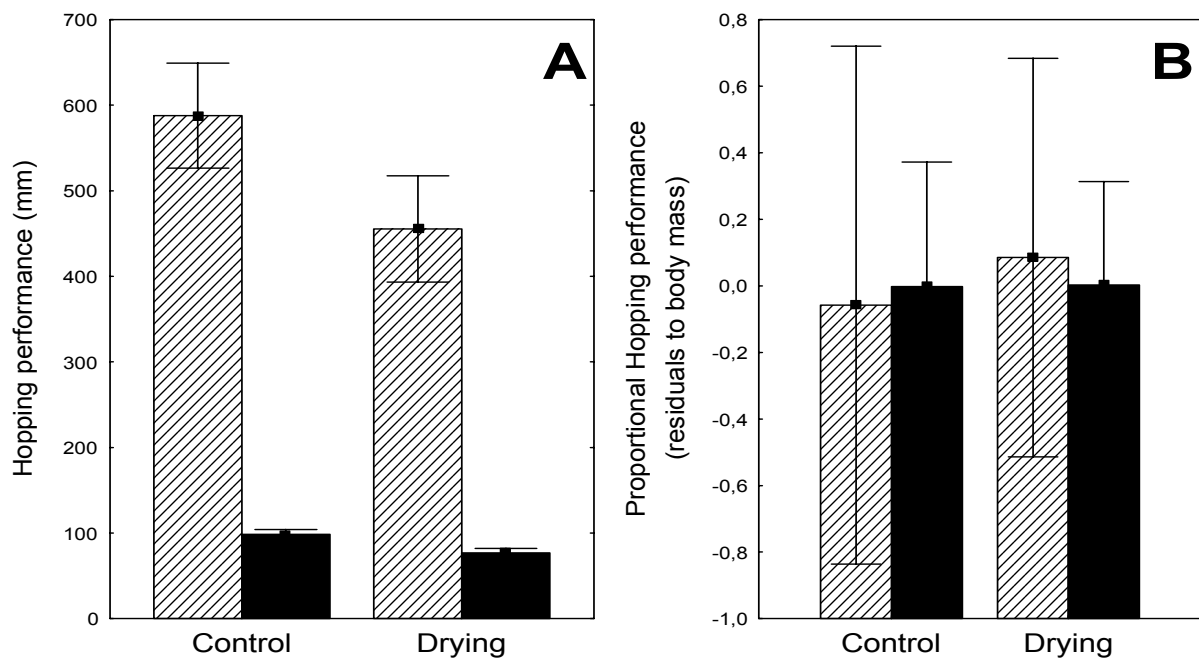 A
Hopping performance (mm)
700
600
500
400
300
200
100
0
Control Drying
B
Proportional Hopping performance
(residuals to body mass)
0,8
0,6
0,4
0,2
0,0
-0,2
-0,4
-0,6
-0,8
-1,0
Control Drying